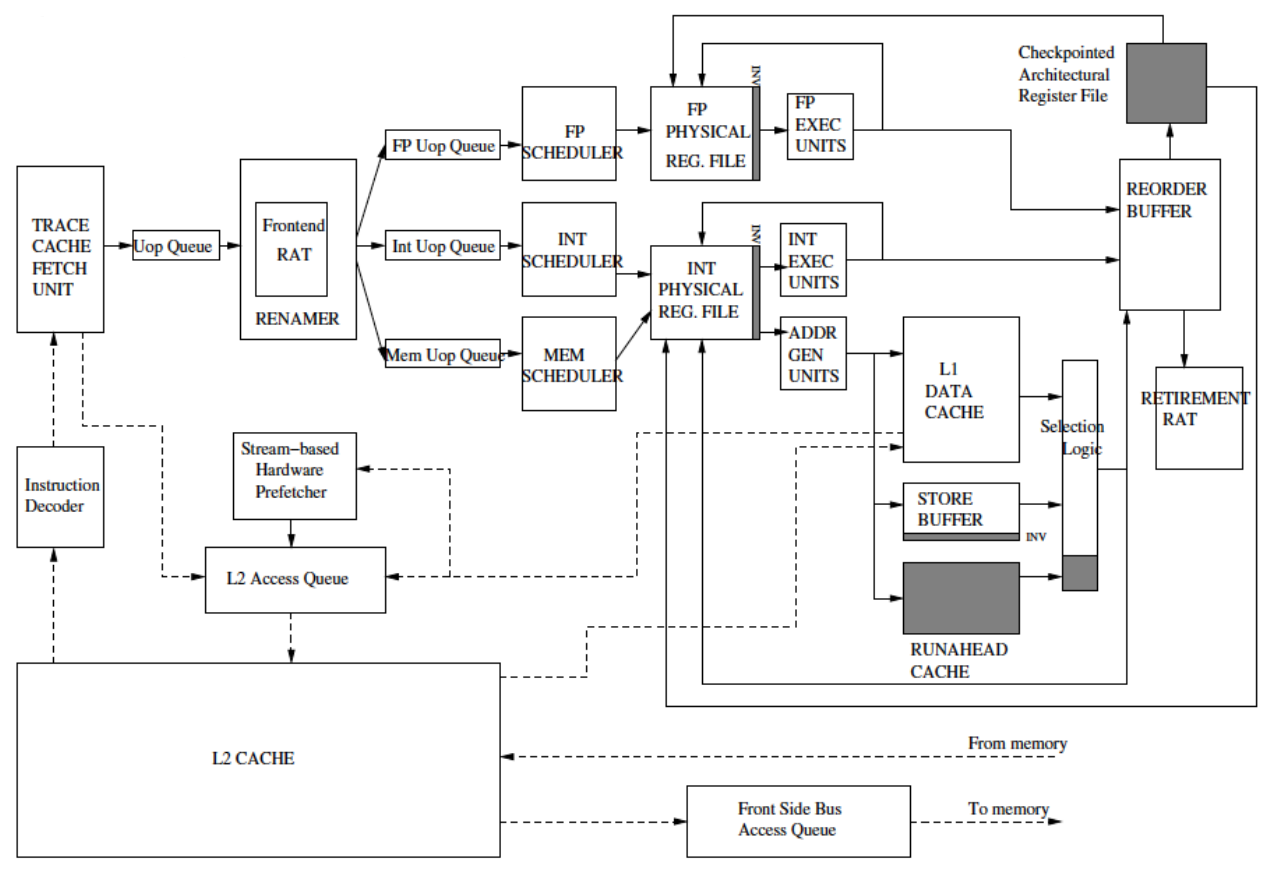 Checkpointed
Architectural
Register File
INV
FP
PHYSICAL
REG. FILE
FP
EXEC
UNITS
FP Uop Queue
FP
SCHEDULER
REORDER
BUFFER
TRACE
CACHE
FETCH
UNIT
Uop Queue
Frontend
RAT
RENAMER
Int Uop Queue
INT
SCHEDULER
INV
INT
PHYSICAL
REG. FILE
INT
EXEC
UNITS
Mem Uop Queue
MEM
SCHEDULER
ADDR
GEN
UNITS
L1
DATA
CACHE
Selection
Logic
RETIREMENT
RAT
Instruction
Decoder
Stream−based
Hardware
Prefetcher
STORE
BUFFER
INV
L2 Access Queue
RUNAHEAD
CACHE
L2 CACHE
From memory
Front Side Bus
Access Queue
To memory